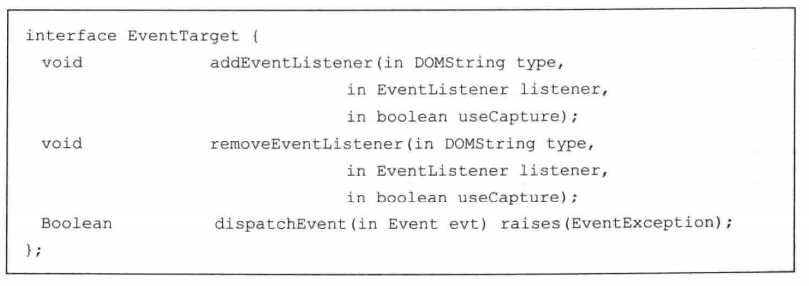 interface EventTarget {
void addEventListener(in DOMString type,
in EventListener listener,
in boolean useCapture);
void removeEventListener(in DOMString type,
in EventListener listener,
in boolean useCapture);
Boolean dispatchEvent(in Event evt) raises(EventException);
};